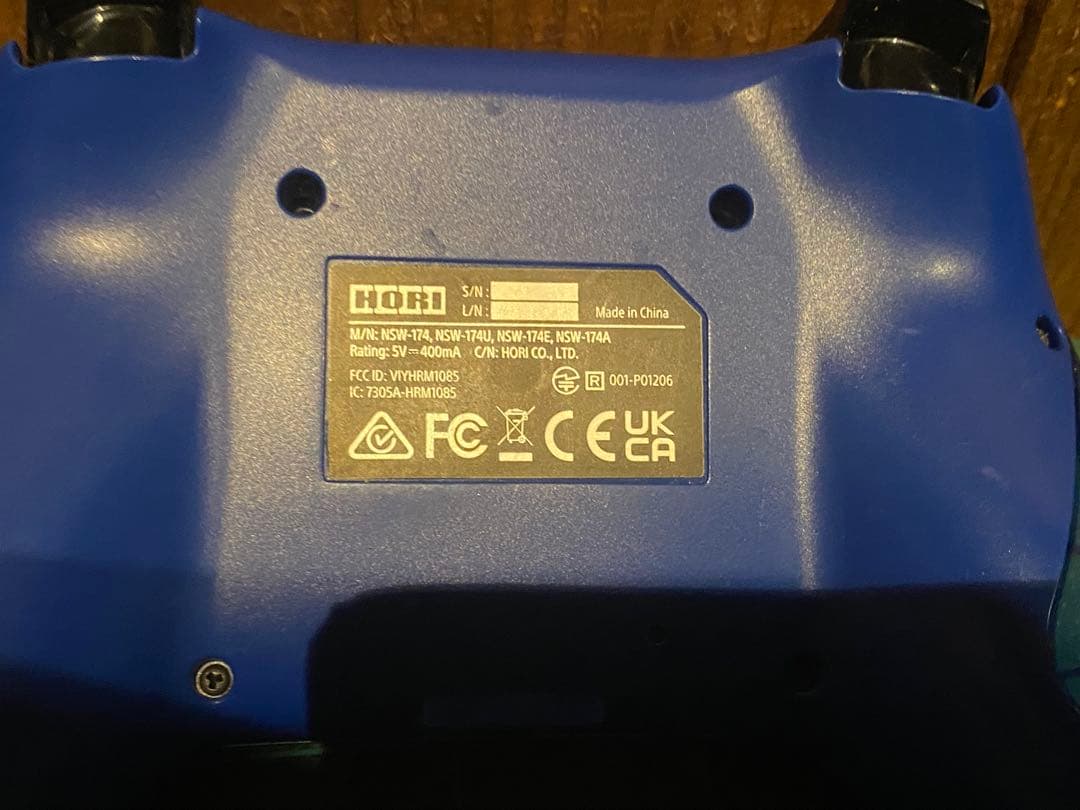 HORI
S/N :
L/N :
Made in China
M/N: NSW-174, NSW-174U, NSW-174E, NSW-174A
Rating: 5V⎓400mA C/N: HORI CO., LTD.
FCC ID: VIYHRM1085
IC: 7305A-HRM1085
R 001-P01206
FC CE UK
CA